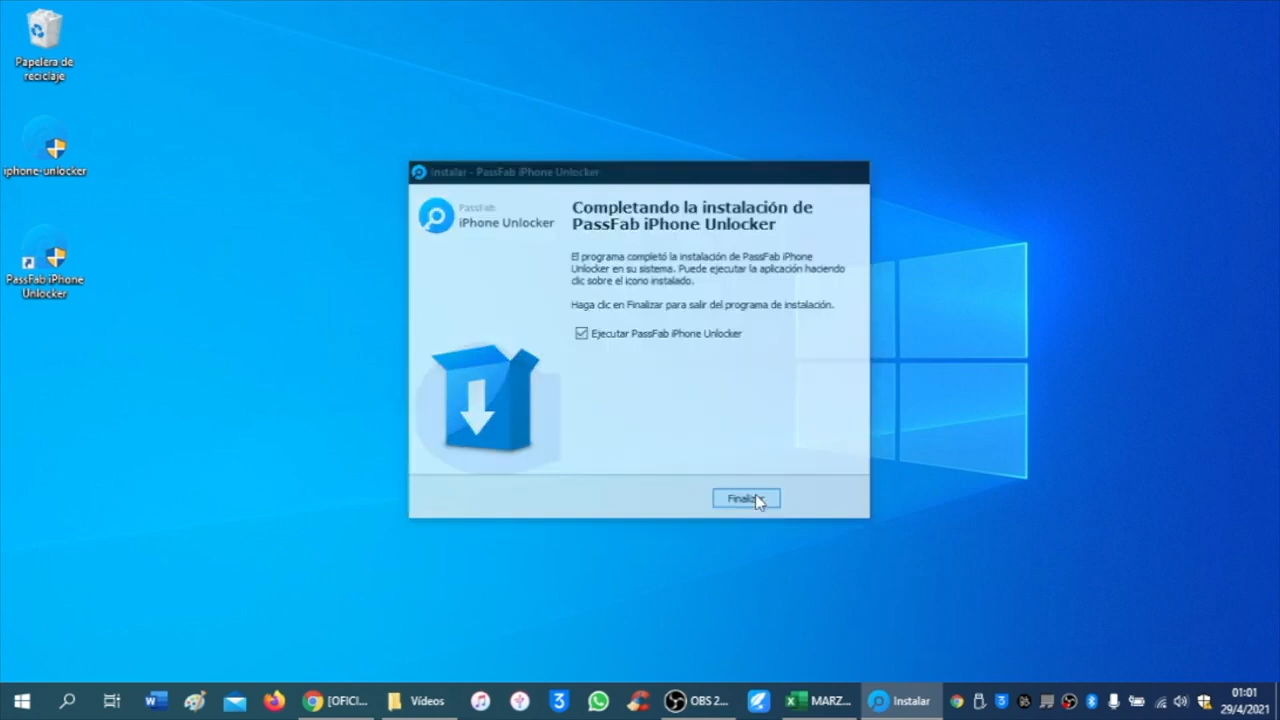 Papelera de
reciclaje
iphone-unlocker
PassFab iPhone
Unlocker
Instalar - PassFab iPhone Unlocker
PassFab
iPhone Unlocker
Completando la instalación de
PassFab iPhone Unlocker
El programa completó la instalación de PassFab iPhone
Unlocker en su sistema. Puede ejecutar la aplicación haciendo
clic sobre el icono instalado.
Haga clic en Finalizar para salir del programa de instalación.
Ejecutar PassFab iPhone Unlocker
Finalizar
[OFICI...
Vídeos
OBS 2...
MARZ...
Instalar
01:01
29/4/2021